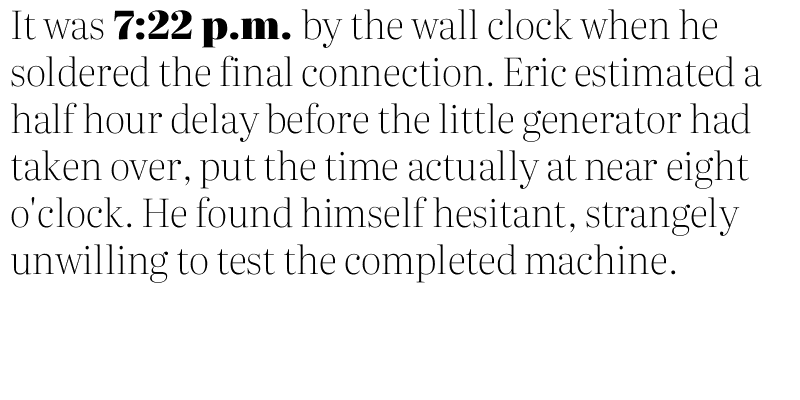 It was 7:22 p.m. by the wall clock when he
soldered the final connection. Eric estimated a
half hour delay before the little generator had
taken over, put the time actually at near eight
o'clock. He found himself hesitant, strangely
unwilling to test the completed machine.